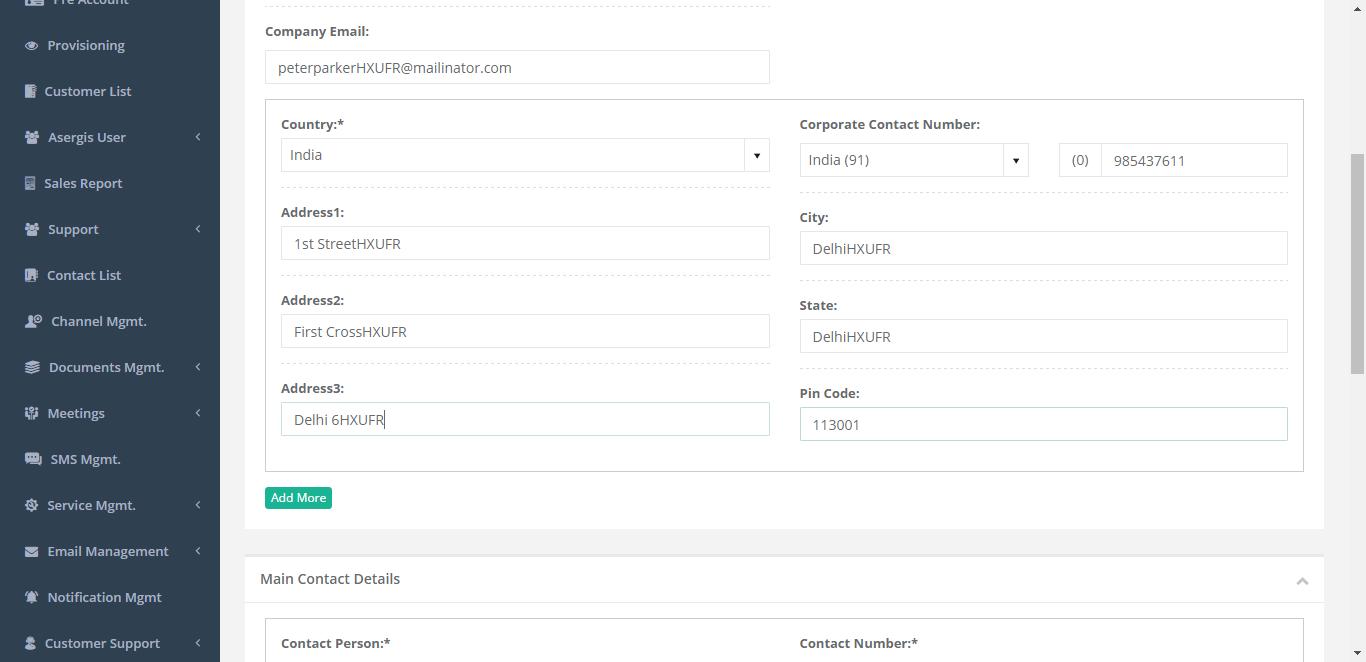 Pre Account
Provisioning
Customer List
Asergis User
Sales Report
Support
Contact List
Channel Mgmt.
Documents Mgmt.
Meetings
SMS Mgmt.
Service Mgmt.
Email Management
Notification Mgmt
Customer Support
Company Email:
peterparkerHXUFR@mailinator.com
Country:*
India
Address1:
1st StreetHXUFR
Address2:
First CrossHXUFR
Address3:
Delhi 6HXUFR
Corporate Contact Number:
India (91) (0) 985437611
City:
DelhiHXUFR
State:
DelhiHXUFR
Pin Code:
113001
Add More
Main Contact Details
Contact Person:* Contact Number:*